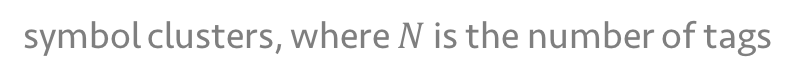 symbol clusters, where N is the number of tags